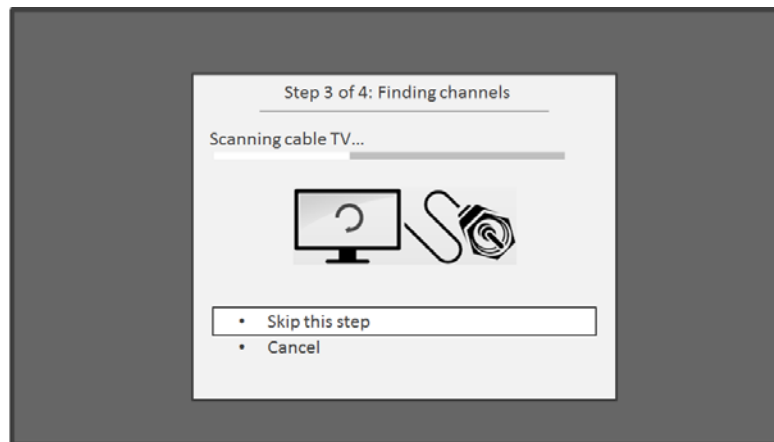 Step 3 of 4: Finding channels
Scanning cable TV...
• Skip this step
• Cancel